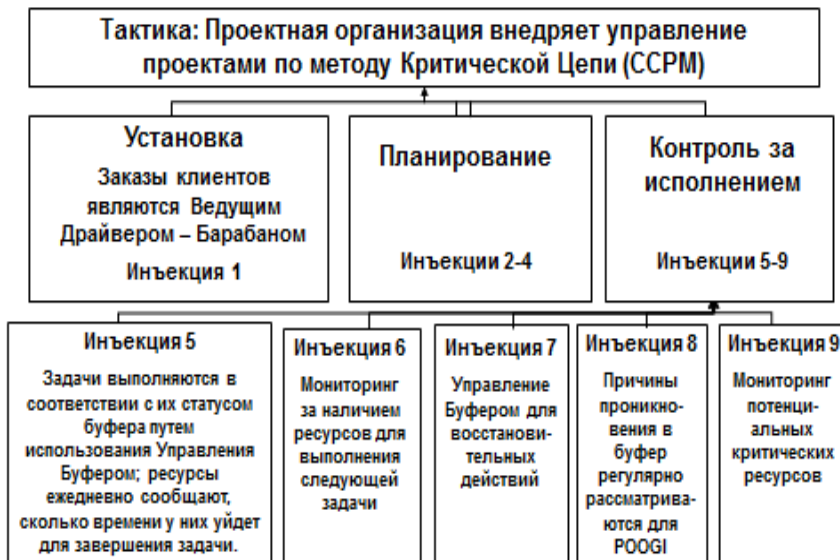 Тактика: Проектная организация внедряет управление
проектами по методу Критической Цепи (CCPM)
Установка
Заказы клиентов
являются Ведущим
Драйвером – Барабаном
Инъекция 1
Планирование
Инъекции 2-4
Контроль за
исполнением
Инъекции 5-9
Инъекция 5
Задачи выполняются в
соответствии с их статусом
буфера путем
использования Управления
Буфером; ресурсы
ежедневно сообщают,
сколько времени у них уйдет
для завершения задачи.
Инъекция 6
Мониторинг
за наличием
ресурсов для
выполнения
следующей
задачи
Инъекция 7
Управление
Буфером для
восстанови-
тельных
действий
Инъекция 8
Причины
проникно-
вения в
буфер
регулярно
рассматрива-
ются для
POOGI
Инъекция 9
Мониторинг
потенци-
альных
критических
ресурсов